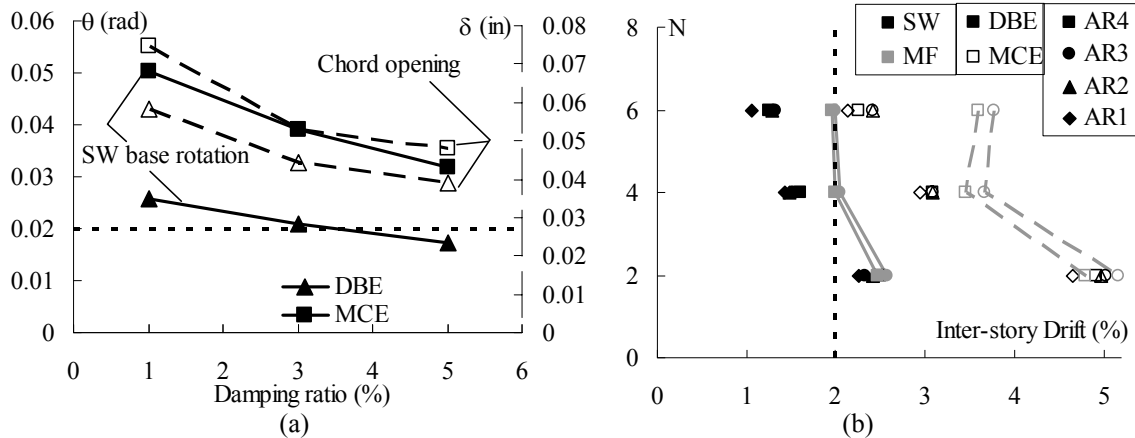 θ (rad)
δ (in)
0.06
0.05
0.04
0.03
0.02
0.01
0
0.08
0.07
0.06
0.05
0.04
0.03
0.02
0.01
0.00
Chord opening
SW base rotation
DBE
MCE
0 1 2 3 4 5 6
Damping ratio (%)
(a)
N
8
6
4
2
0
SW
MF
DBE
MCE
AR4
AR3
AR2
AR1
Inter-story Drift (%)
0 1 2 3 4 5
(b)